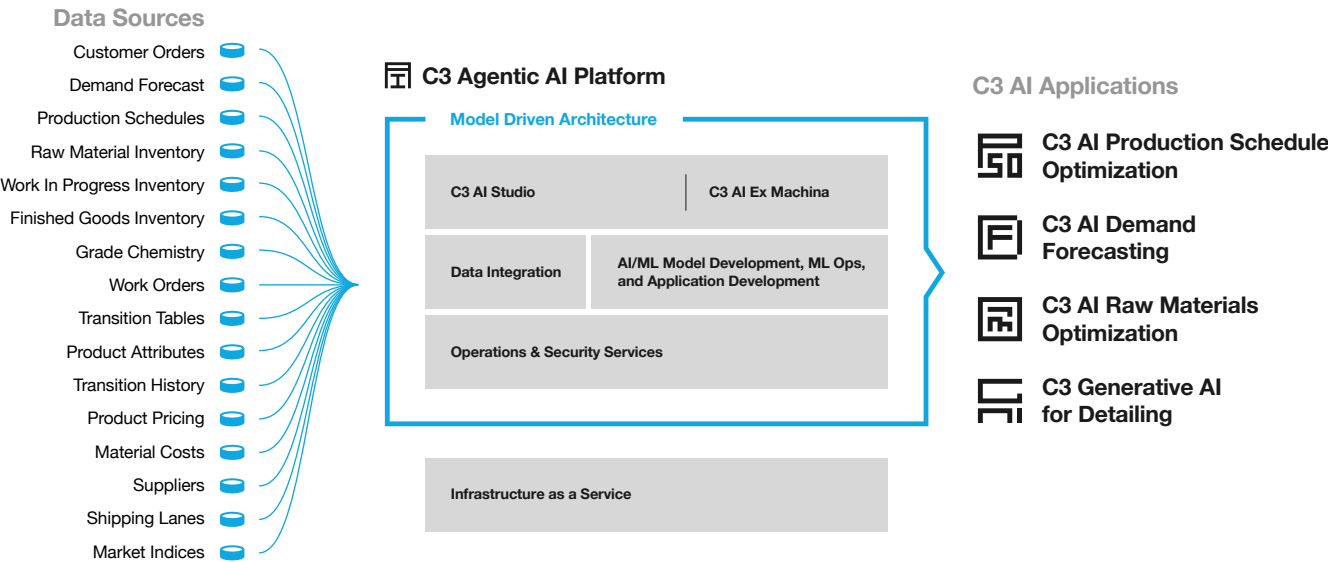 Data Sources
Customer Orders
Demand Forecast
Production Schedules
Raw Material Inventory
Work In Progress Inventory
Finished Goods Inventory
Grade Chemistry
Work Orders
Transition Tables
Product Attributes
Transition History
Product Pricing
Material Costs
Suppliers
Shipping Lanes
Market Indices
C3 Agentic AI Platform
Model Driven Architecture
C3 AI Studio
C3 AI Ex Machina
Data Integration
AI/ML Model Development, ML Ops,
and Application Development
Operations & Security Services
Infrastructure as a Service
C3 AI Applications
C3 AI Production Schedule
Optimization
C3 AI Demand
Forecasting
C3 AI Raw Materials
Optimization
C3 Generative AI
for Detailing